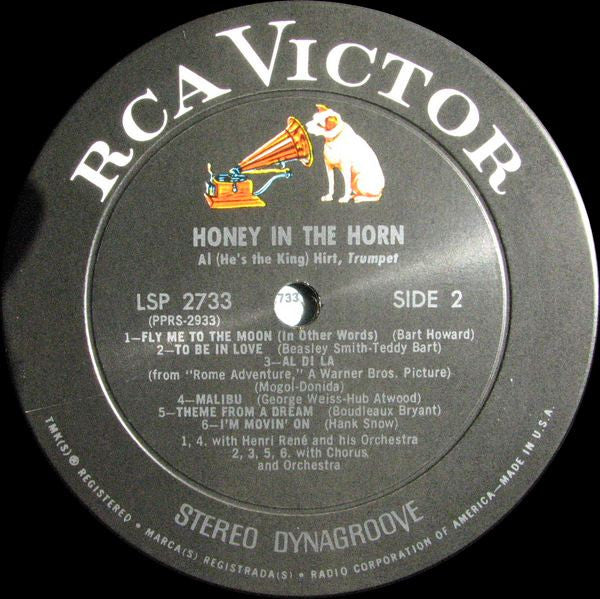 RCA VICTOR
HONEY IN THE HORN
Al (He's the King) Hirt, Trumpet
LSP 2733
733
SIDE 2
(PPRS-2933)
1—FLY ME TO THE MOON (In Other Words) (Bart Howard)
2—TO BE IN LOVE (Beasley Smith-Teddy Bart)
3—AL DI LA
(from "Rome Adventure," A Warner Bros. Picture)
(Mogol-Donida)
4—MALIBU (George Weiss-Hub Atwood)
5—THEME FROM A DREAM (Boudleaux Bryant)
6—I'M MOVIN' ON (Hank Snow)
1, 4. with Henri René and his Orchestra
2, 3, 5, 6. with Chorus
and Orchestra
STEREO DYNAGROOVE
TMK(S) ® REGISTERED • MARCA(S) REGISTRADA(S) • RADIO CORPORATION OF AMERICA—MADE IN U.S.A.